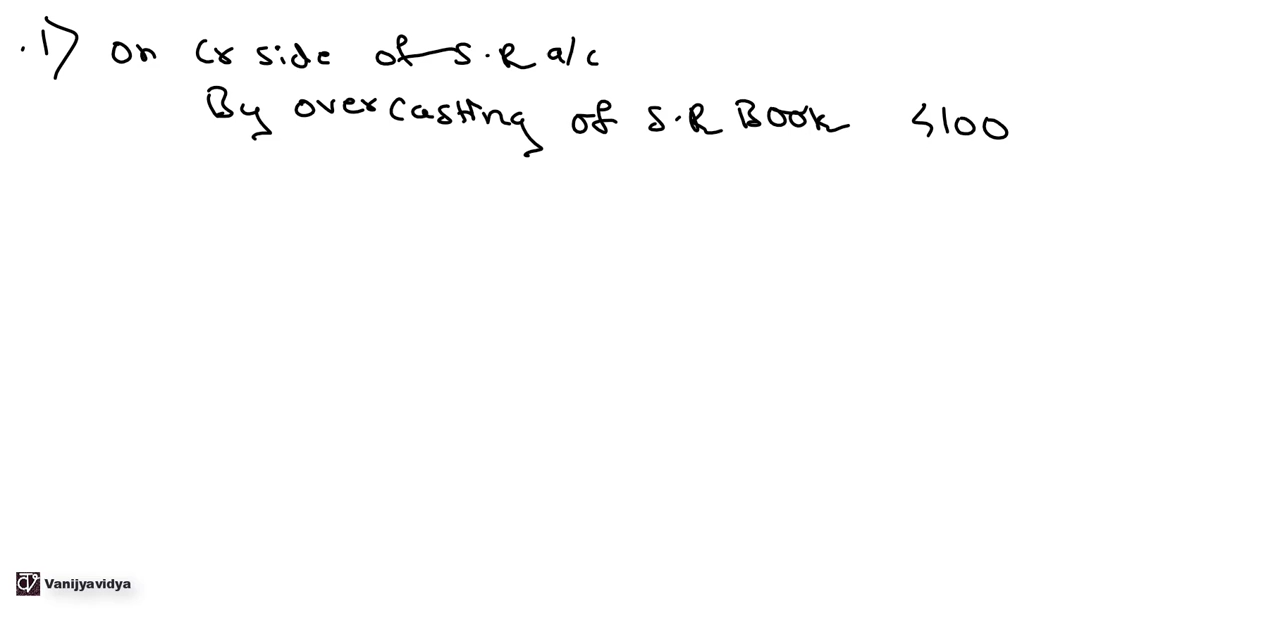 .1) on Cr side of S.R a/c
By overcasting of S.R Book 5100
वा Vanijyavidya